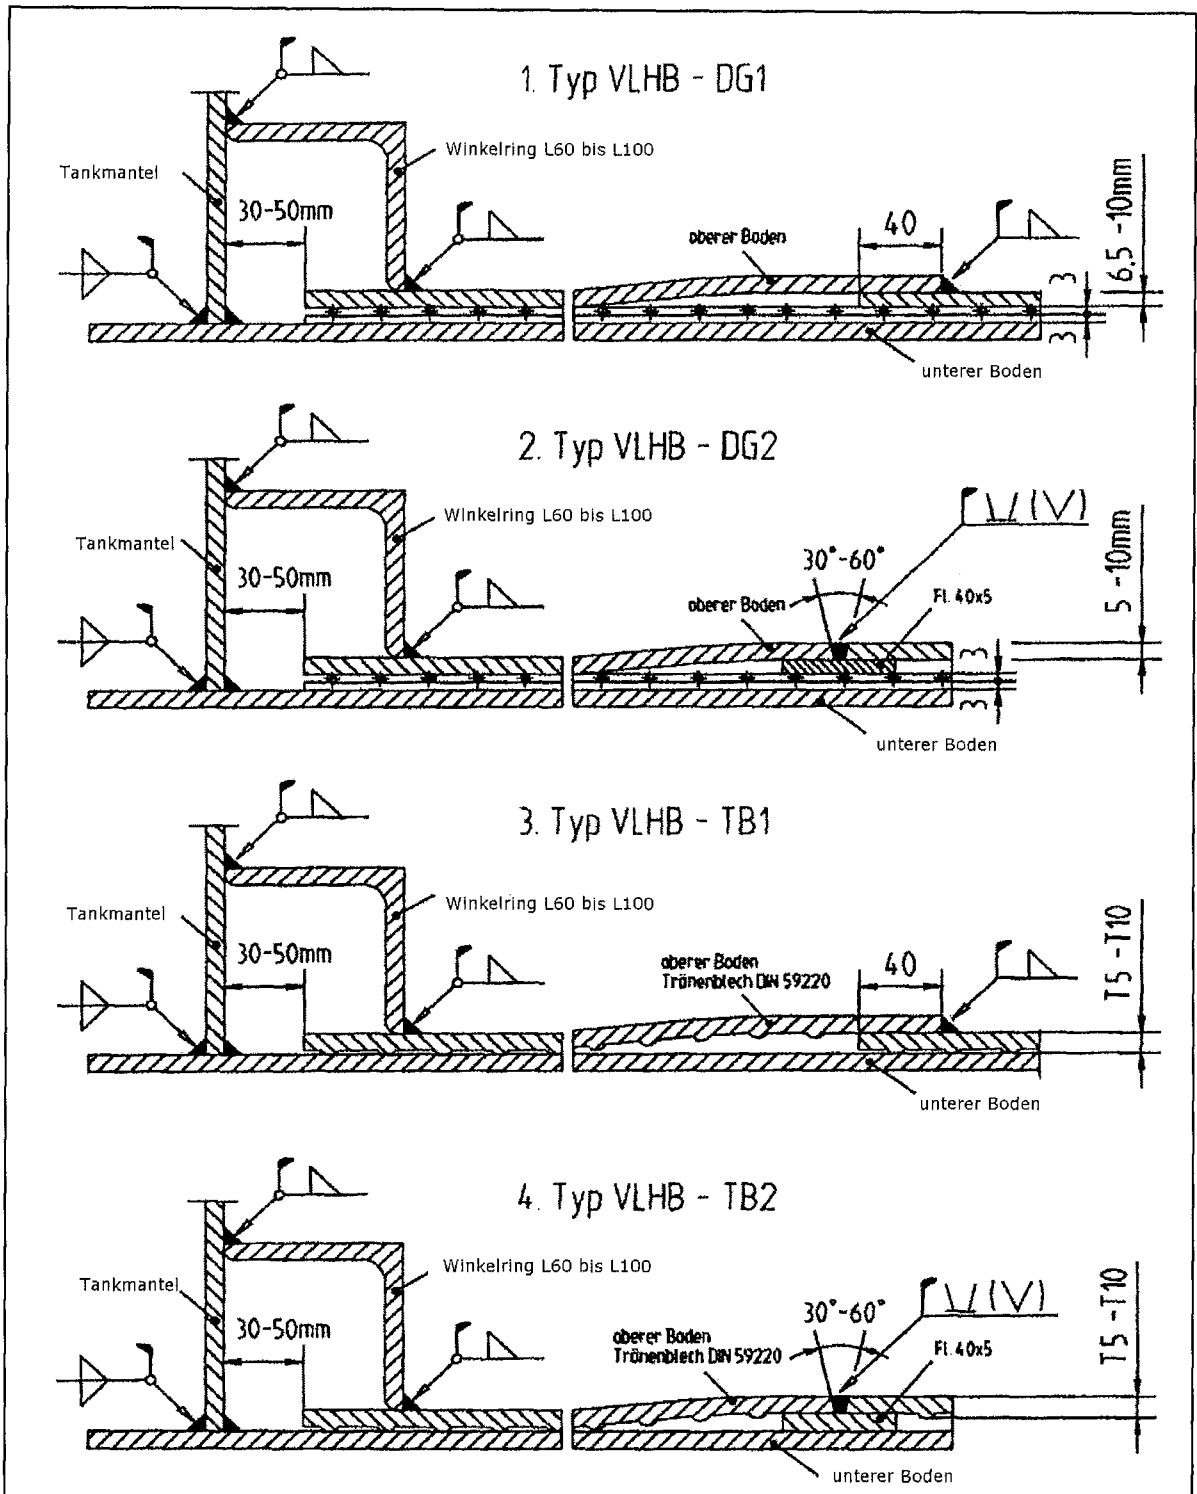 1. Typ VLHB - DG1
Winkelring L60 bis L100
Tankmantel
30-50mm
oberer Boden
40
6,5 -10mm
3
3
unterer Boden
2. Typ VLHB - DG2
Winkelring L60 bis L100
Tankmantel
30-50mm
30°-60°
V (V)
oberer Boden
Fl. 40x5
5 -10mm
3
3
unterer Boden
3. Typ VLHB - TB1
Winkelring L60 bis L100
Tankmantel
30-50mm
oberer Boden
Tränenblech DIN 59220
40
T5 -T10
unterer Boden
4. Typ VLHB - TB2
Winkelring L60 bis L100
Tankmantel
30-50mm
30°-60°
V (V)
oberer Boden
Tränenblech DIN 59220
Fl. 40x5
T5 -T10
unterer Boden